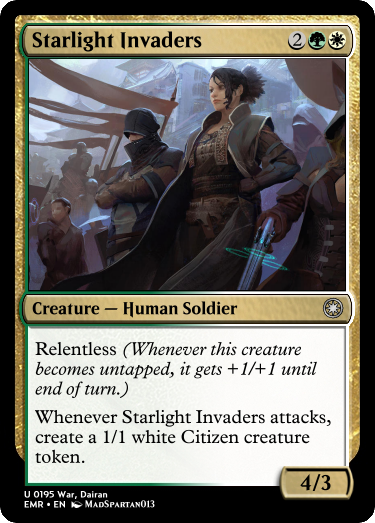 Starlight Invaders 2
Creature — Human Soldier
Relentless (Whenever this creature
becomes untapped, it gets +1/+1 until
end of turn.)
Whenever Starlight Invaders attacks,
create a 1/1 white Citizen creature
token.
4/3
U 0195 War, Dairan
EMR • EN MadSpartan013